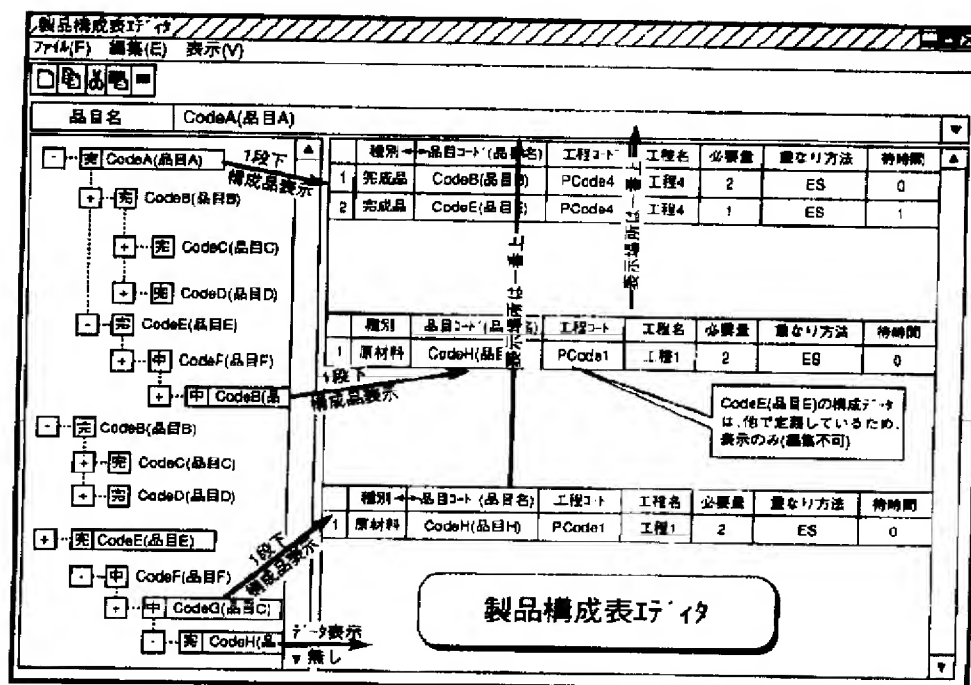 製品構成表エディタ
ファイル(F) 編集(E) 表示(V)
品目名 CodeA(品目A)
- 完 CodeA(品目A)
+ 完 CodeB(品目B)
+ 完 CodeC(品目C)
+ 完 CodeD(品目D)
- 完 CodeE(品目E)
+ 中 CodeF(品目F)
+ 中 CodeB(品
- 完 CodeB(品目B)
+ 完 CodeC(品目C)
+ 完 CodeD(品目D)
+ 完 CodeE(品目E)
- 中 CodeF(品目F)
+ 中 CodeG(品目C)
- 完 CodeH(品
1段下
構成品表示
種別 品目コード(品目名) 工程コード 工程名 必要量 重なり方法 待時間
1 完成品 CodeB(品目B) PCode4 工程4 2 ES 0
2 完成品 CodeE(品目E) PCode4 工程4 1 ES 1
表示場所は一番上
表示場所は一番上
種別 品目コード(品目名) 工程コード 工程名 必要量 重なり方法 待時間
1 原材料 CodeH(品目 PCode1 工程1 2 ES 0
1段下
構成品表示
CodeE(品目E)の構成データ
は、他で定義しているため、
表示のみ(編集不可)
種別 品目コード(品目名) 工程コード 工程名 必要量 重なり方法 待時間
1 原材料 CodeH(品目H) PCode1 工程1 2 ES 0
1段下
構成品表示
データ表示
無し
製品構成表エディタ